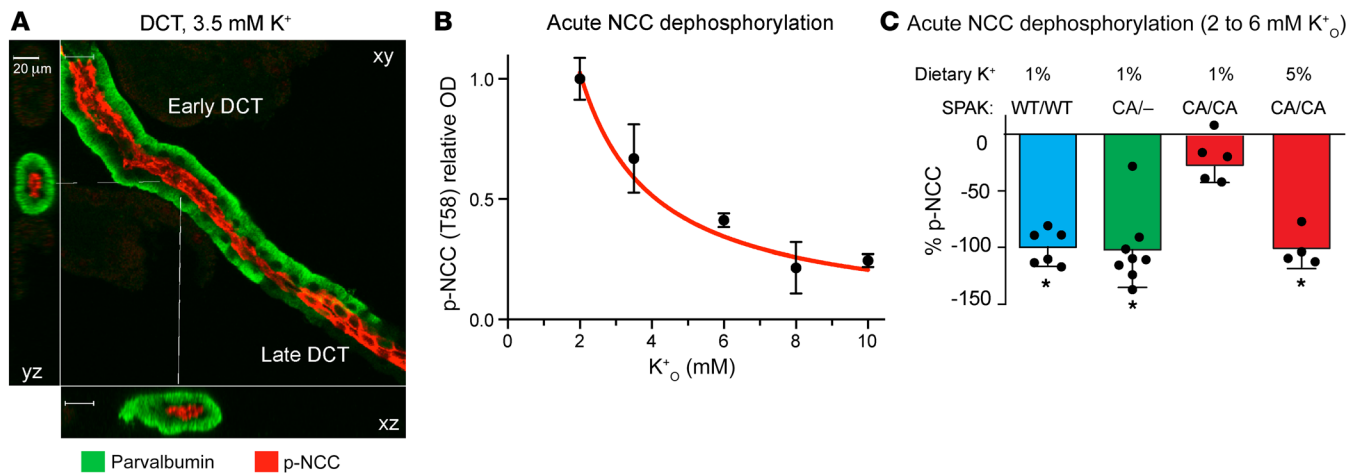 A
DCT, 3.5 mM K⁺
20 μm
xy
Early DCT
Late DCT
yz
xz
Parvalbumin
p-NCC
B
Acute NCC dephosphorylation
p-NCC (T58) relative OD
1.0
0.5
0.0
0 2 4 6 8 10
K⁺O (mM)
C
Acute NCC dephosphorylation (2 to 6 mM K⁺O)
Dietary K⁺ 1% 1% 1% 5%
SPAK: WT/WT CA/– CA/CA CA/CA
% p-NCC
0
-50
-100
-150
* * *